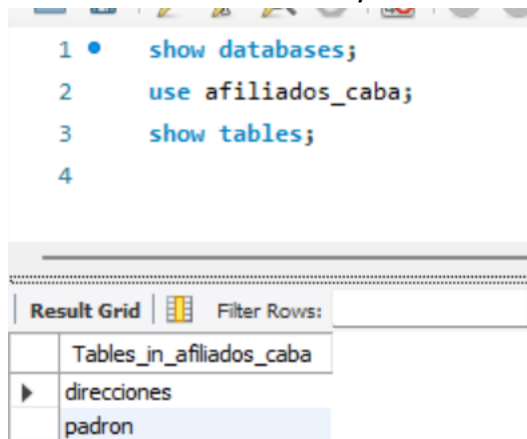 1 show databases;
2 use afiliados_caba;
3 show tables;
4
Result Grid Filter Rows:
Tables_in_afiliados_caba
direcciones
padron